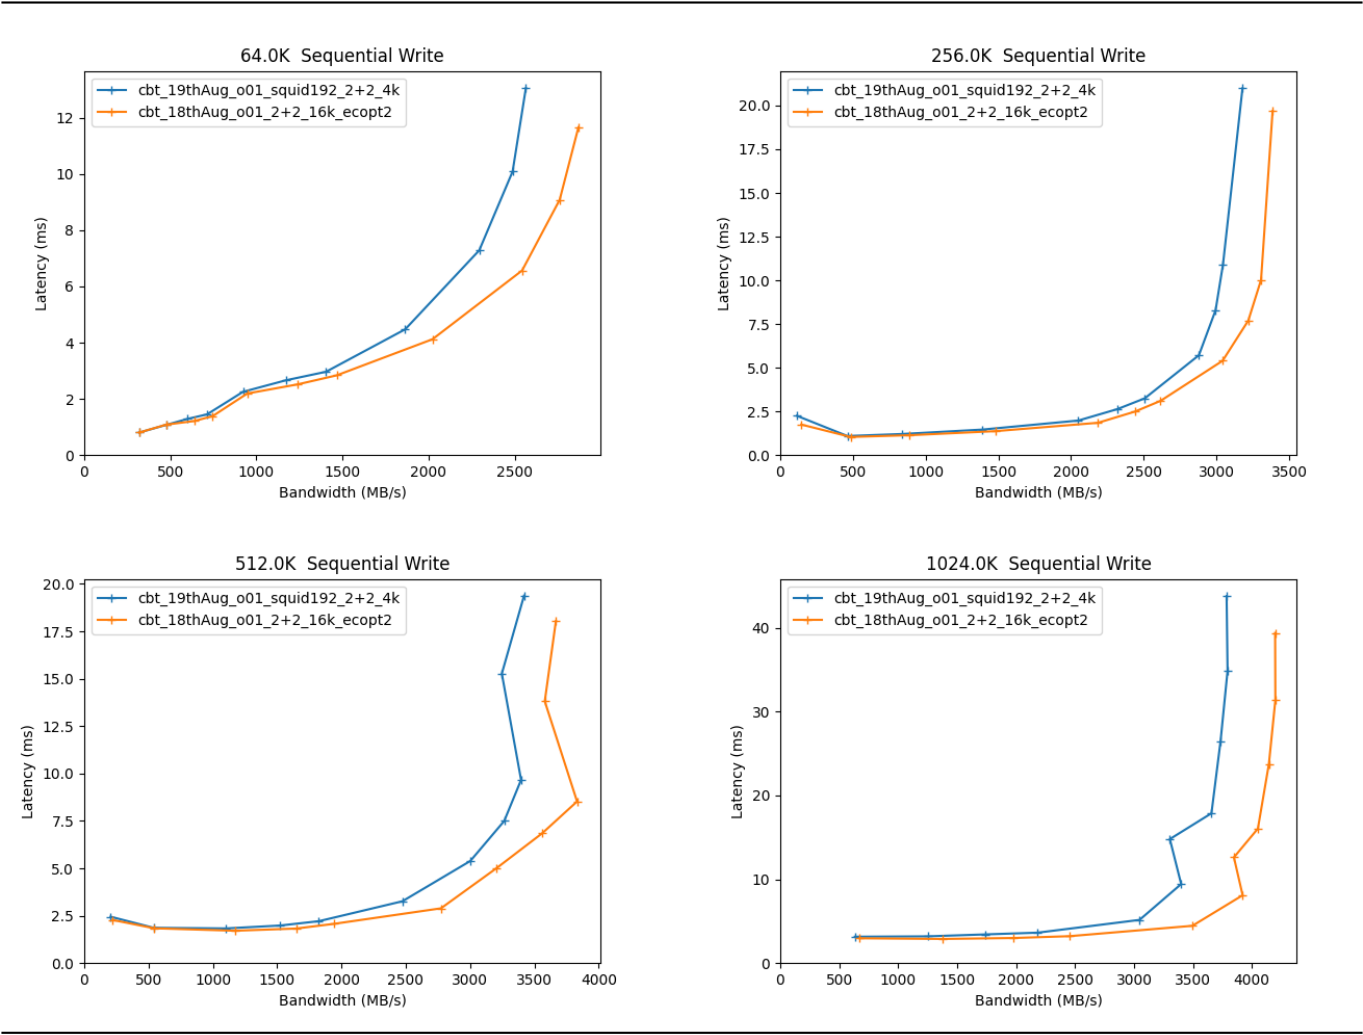 64.0K  Sequential Write
cbt_19thAug_o01_squid192_2+2_4k
cbt_18thAug_o01_2+2_16k_ecopt2
12
10
8
6
4
2
0
Latency (ms)
0 500 1000 1500 2000 2500
Bandwidth (MB/s)
256.0K  Sequential Write
cbt_19thAug_o01_squid192_2+2_4k
cbt_18thAug_o01_2+2_16k_ecopt2
20.0
17.5
15.0
12.5
10.0
7.5
5.0
2.5
0.0
Latency (ms)
0 500 1000 1500 2000 2500 3000 3500
Bandwidth (MB/s)
512.0K  Sequential Write
cbt_19thAug_o01_squid192_2+2_4k
cbt_18thAug_o01_2+2_16k_ecopt2
20.0
17.5
15.0
12.5
10.0
7.5
5.0
2.5
0.0
Latency (ms)
0 500 1000 1500 2000 2500 3000 3500 4000
Bandwidth (MB/s)
1024.0K  Sequential Write
cbt_19thAug_o01_squid192_2+2_4k
cbt_18thAug_o01_2+2_16k_ecopt2
40
30
20
10
0
Latency (ms)
0 500 1000 1500 2000 2500 3000 3500 4000
Bandwidth (MB/s)